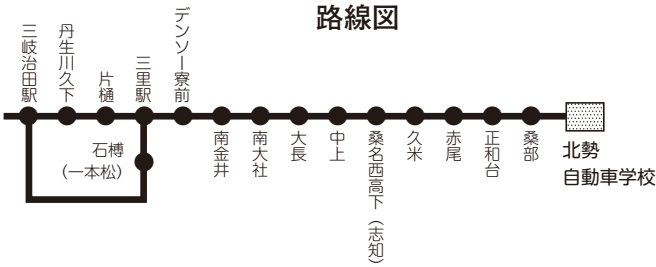 路線図
三岐治田駅
丹生川久下
片樋
三里駅
デンソー寮前
石榑
（一本松）
南金井
南大社
大長
中上
桑名西高下（志知）
久米
赤尾
正和台
桑部
北勢
自動車学校